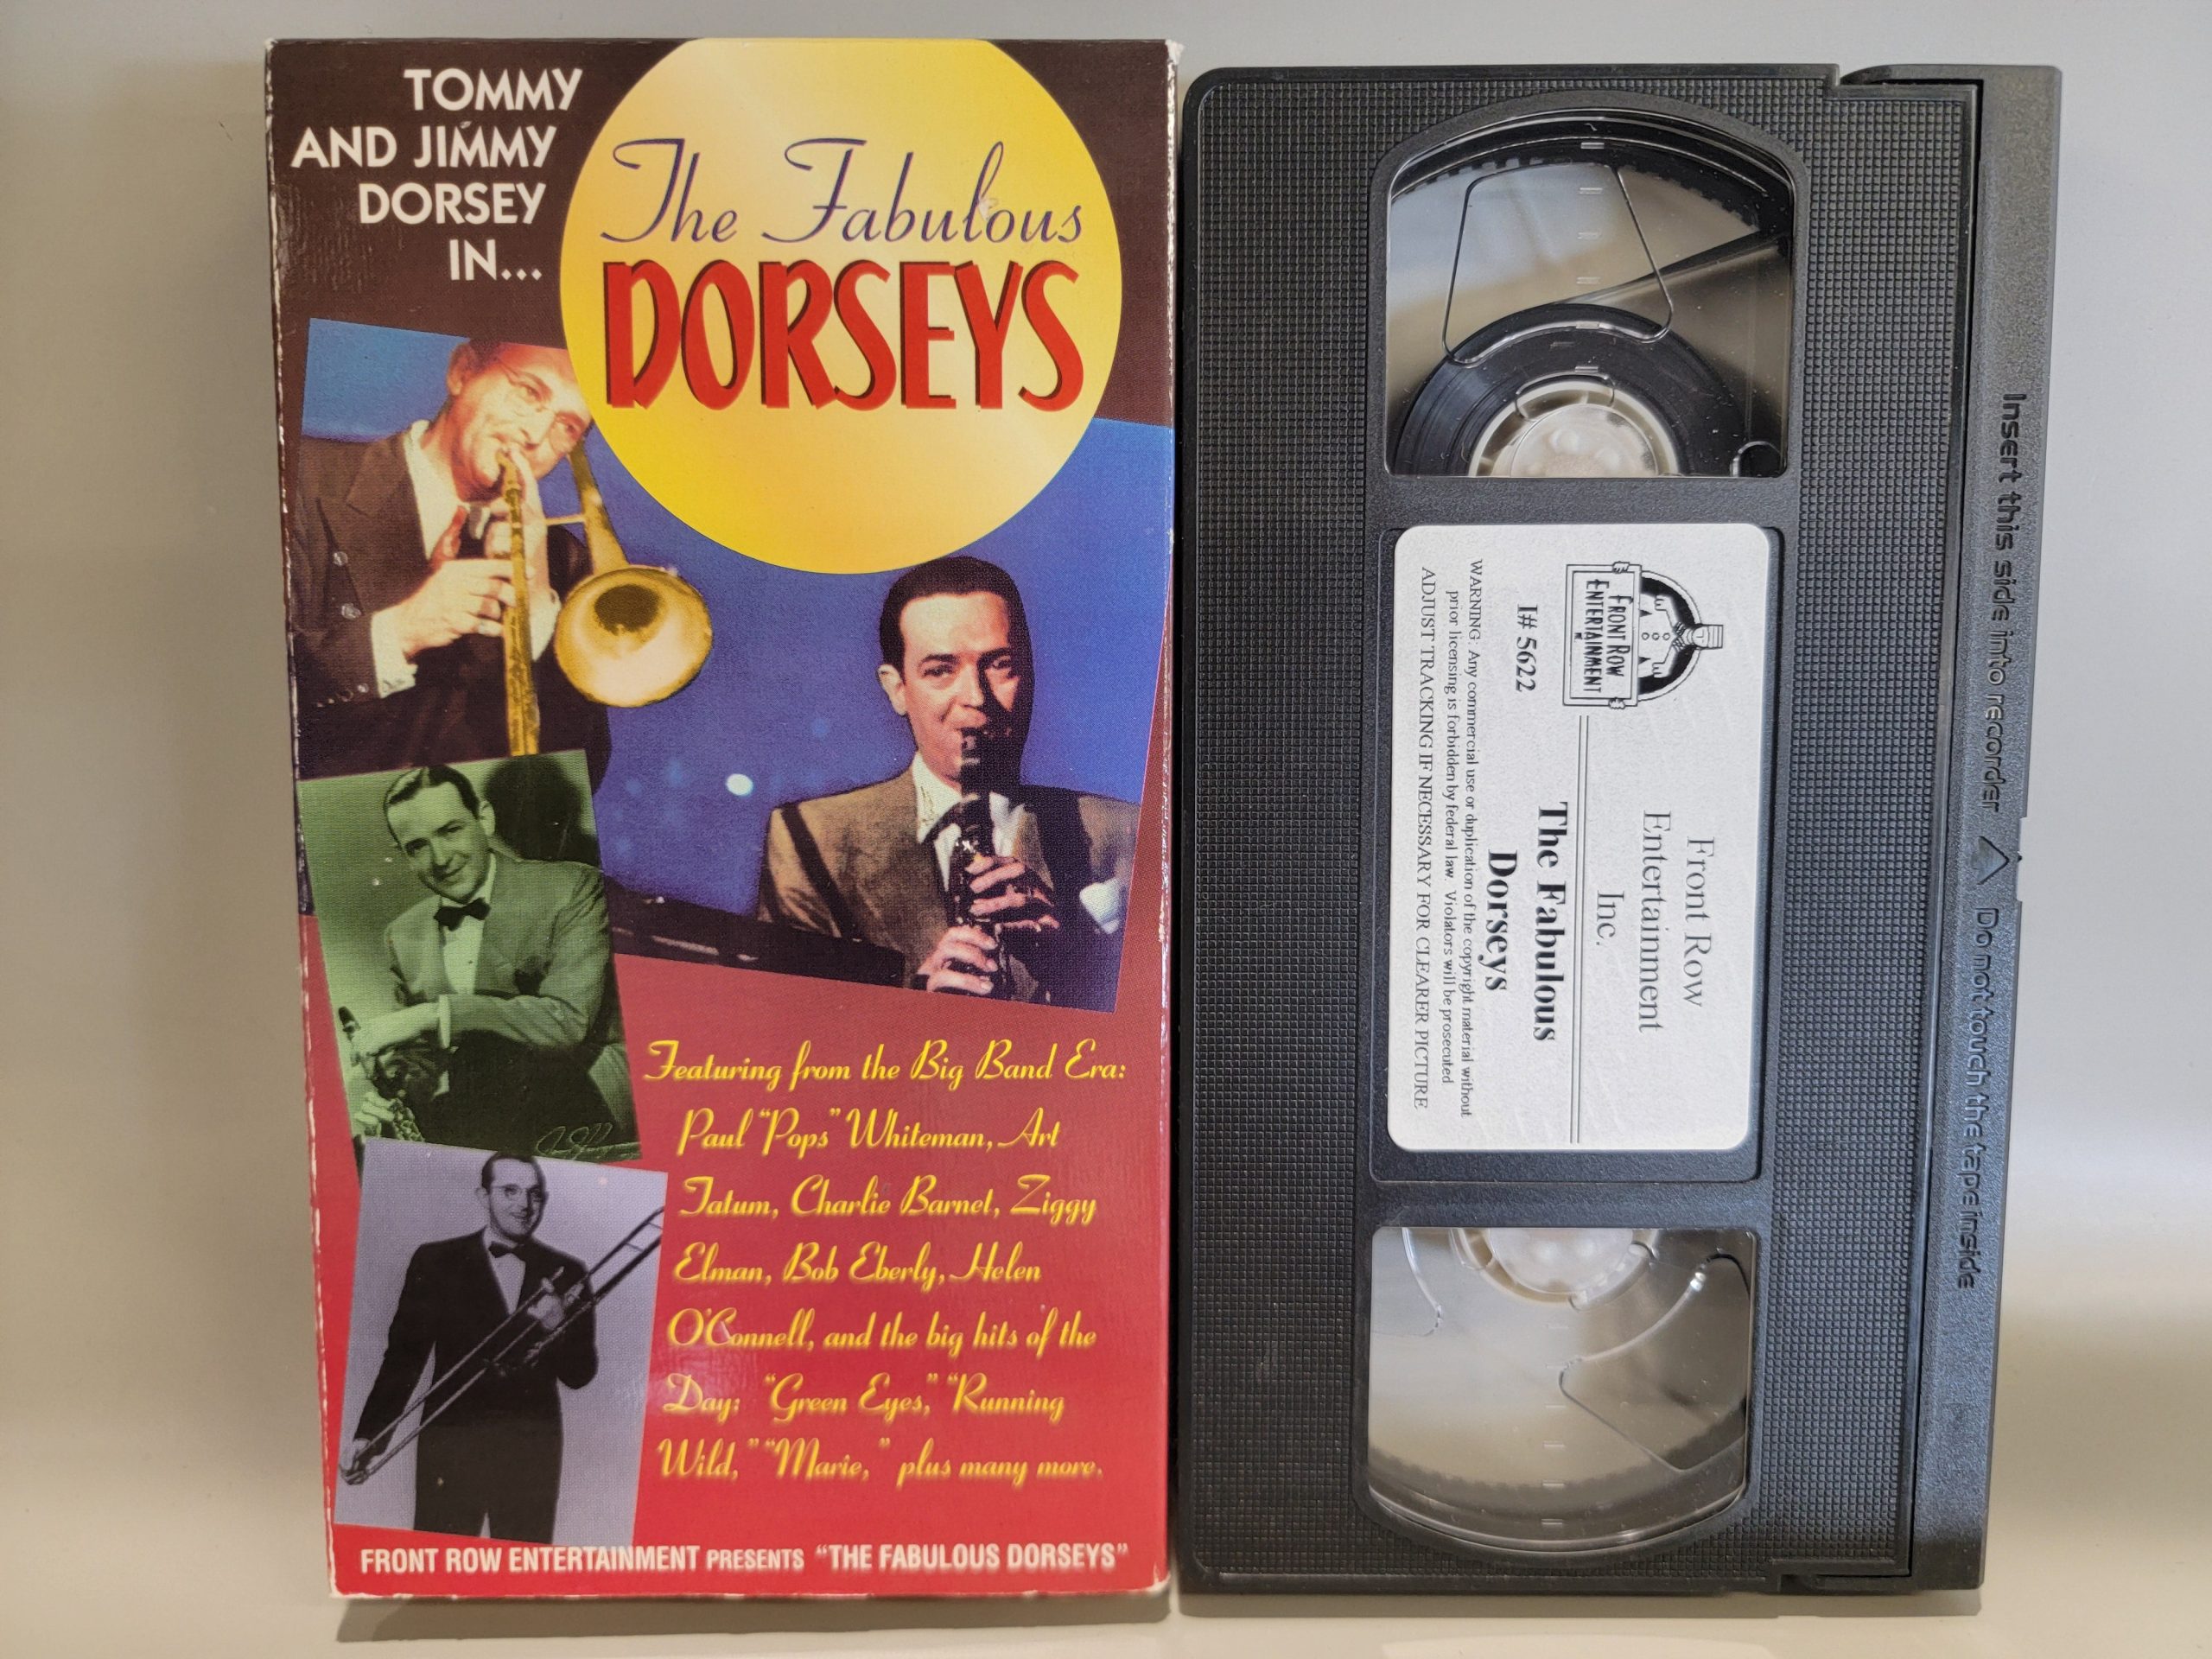 TOMMY
AND JIMMY
DORSEY
IN...
The Fabulous
DORSEYS
Featuring from the Big Band Era:
Paul "Pops" Whiteman, Art
Tatum, Charlie Barnet, Ziggy
Elman, Bob Eberly, Helen
O'Connell, and the big hits of the
Day: "Green Eyes," "Running
Wild," "Marie," plus many more.
FRONT ROW ENTERTAINMENT PRESENTS "THE FABULOUS DORSEYS"
FRONT ROW
ENTERTAINMENT
Front Row
Entertainment
Inc.
I# 5622
The Fabulous
Dorseys
WARNING: Any commercial use or duplication of the copyright material without
prior licensing is forbidden by federal law. Violators will be prosecuted
ADJUST TRACKING IF NECESSARY FOR CLEARER PICTURE
Insert this side into recorder
Do not touch the tape inside